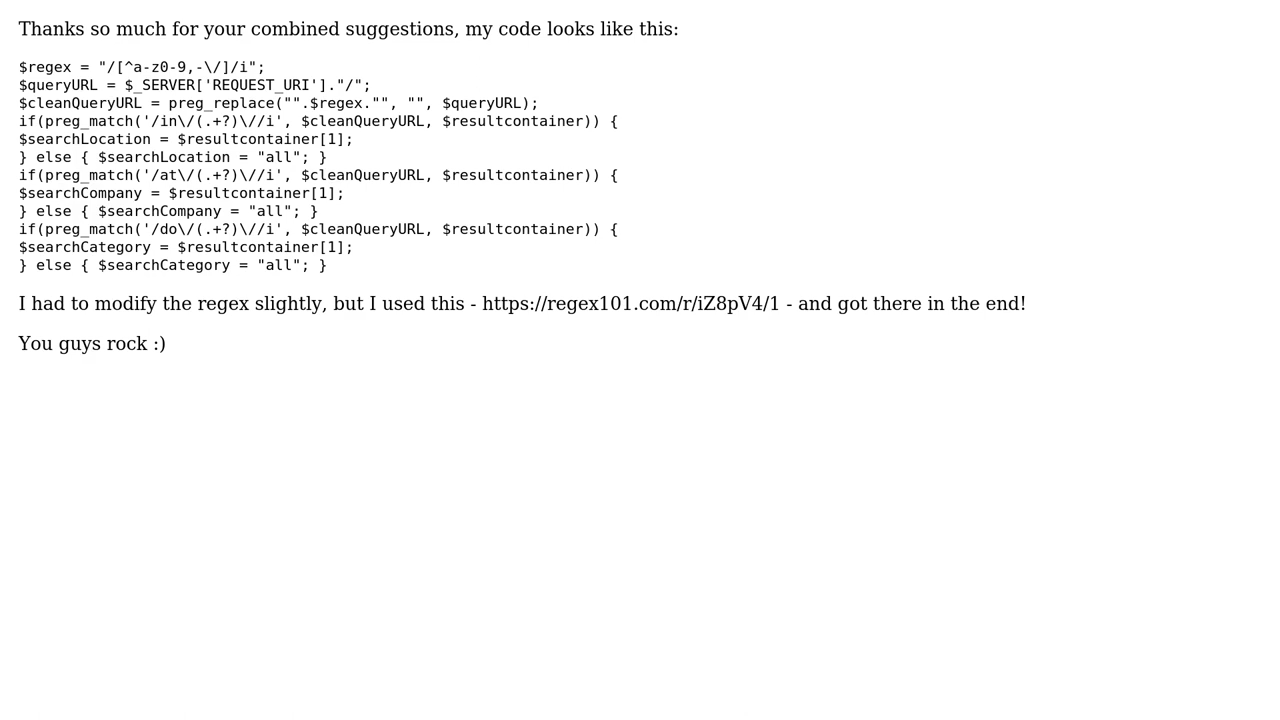 Thanks so much for your combined suggestions, my code looks like this:
$regex = "/[^a-z0-9,-\/]/i";
$queryURL = $_SERVER['REQUEST_URI']."/";
$cleanQueryURL = preg_replace("".$regex."", "", $queryURL);
if(preg_match('/in\/(.+?)\//i', $cleanQueryURL, $resultcontainer)) {
$searchLocation = $resultcontainer[1];
} else { $searchLocation = "all"; }
if(preg_match('/at\/(.+?)\//i', $cleanQueryURL, $resultcontainer)) {
$searchCompany = $resultcontainer[1];
} else { $searchCompany = "all"; }
if(preg_match('/do\/(.+?)\//i', $cleanQueryURL, $resultcontainer)) {
$searchCategory = $resultcontainer[1];
} else { $searchCategory = "all"; }
I had to modify the regex slightly, but I used this - https://regex101.com/r/iZ8pV4/1 - and got there in the end!
You guys rock :)